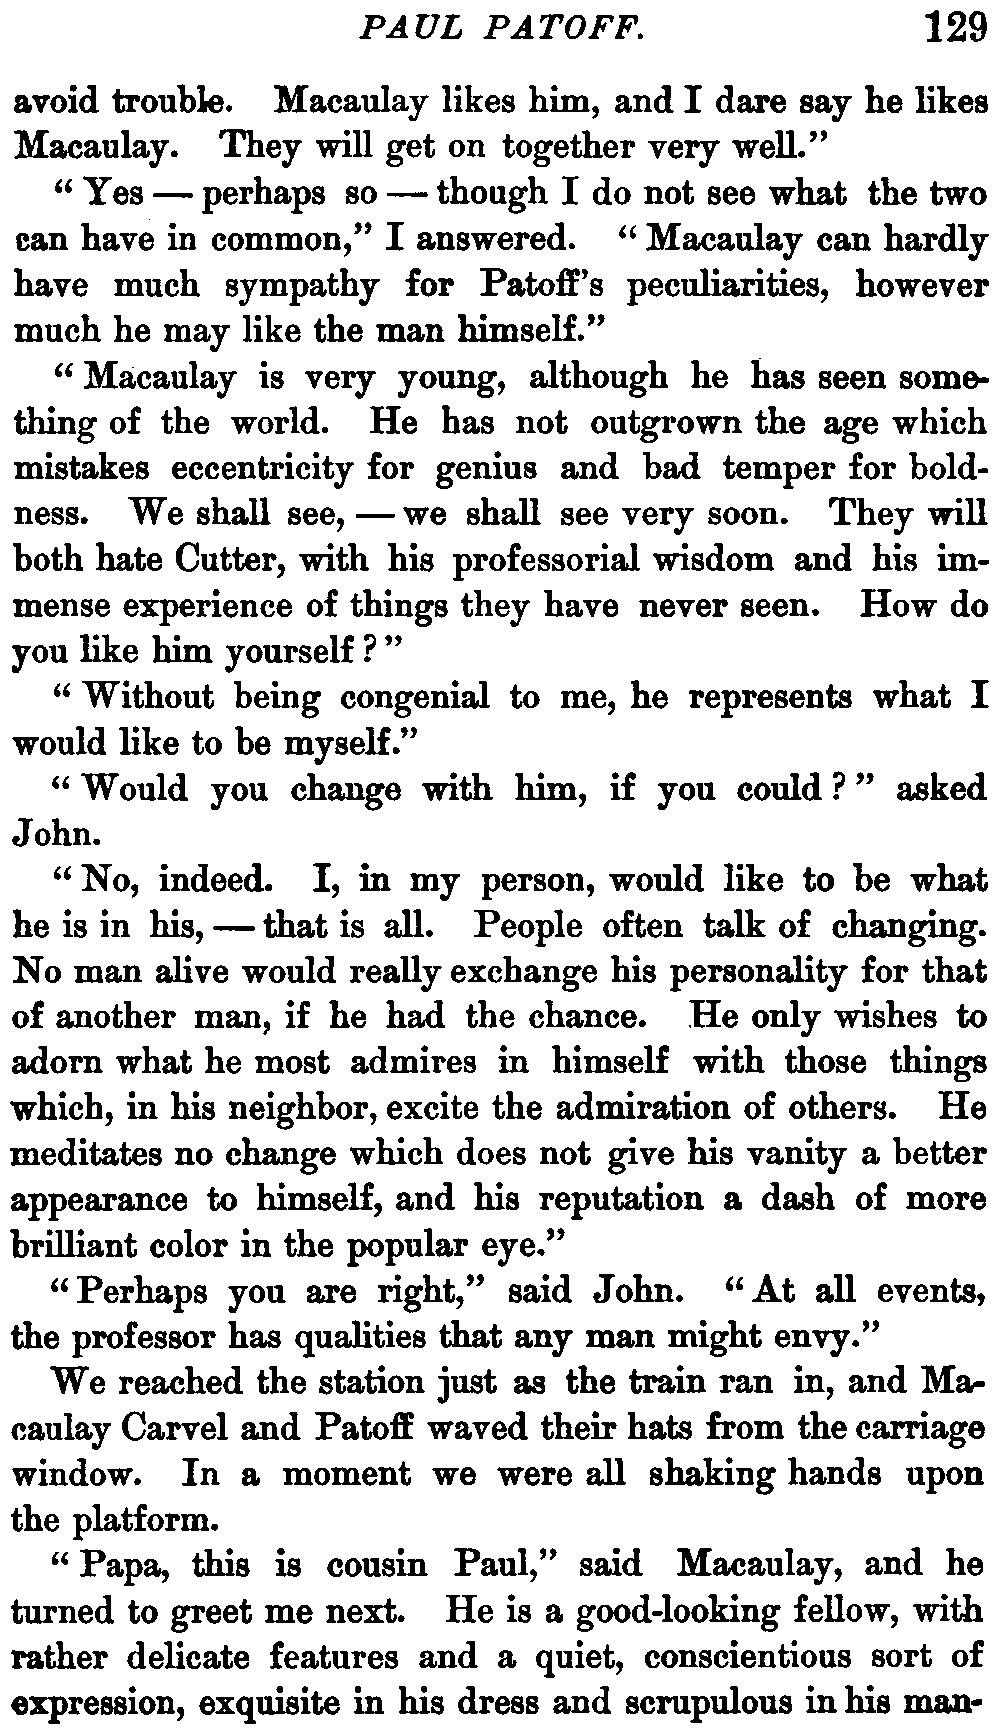 PAUL PATOFF. 129
avoid trouble. Macaulay likes him, and I dare say he likes
Macaulay. They will get on together very well."
" Yes — perhaps so — though I do not see what the two
can have in common," I answered. " Macaulay can hardly
have much sympathy for Patoff's peculiarities, however
much he may like the man himself."
" Macaulay is very young, although he has seen some-
thing of the world. He has not outgrown the age which
mistakes eccentricity for genius and bad temper for bold-
ness. We shall see, — we shall see very soon. They will
both hate Cutter, with his professorial wisdom and his im-
mense experience of things they have never seen. How do
you like him yourself ? "
" Without being congenial to me, he represents what I
would like to be myself."
" Would you change with him, if you could ? " asked
John.
" No, indeed. I, in my person, would like to be what
he is in his, — that is all. People often talk of changing.
No man alive would really exchange his personality for that
of another man, if he had the chance. He only wishes to
adorn what he most admires in himself with those things
which, in his neighbor, excite the admiration of others. He
meditates no change which does not give his vanity a better
appearance to himself, and his reputation a dash of more
brilliant color in the popular eye."
" Perhaps you are right," said John. " At all events,
the professor has qualities that any man might envy."
We reached the station just as the train ran in, and Ma-
caulay Carvel and Patoff waved their hats from the carriage
window. In a moment we were all shaking hands upon
the platform.
" Papa, this is cousin Paul," said Macaulay, and he
turned to greet me next. He is a good-looking fellow, with
rather delicate features and a quiet, conscientious sort of
expression, exquisite in his dress and scrupulous in his man-